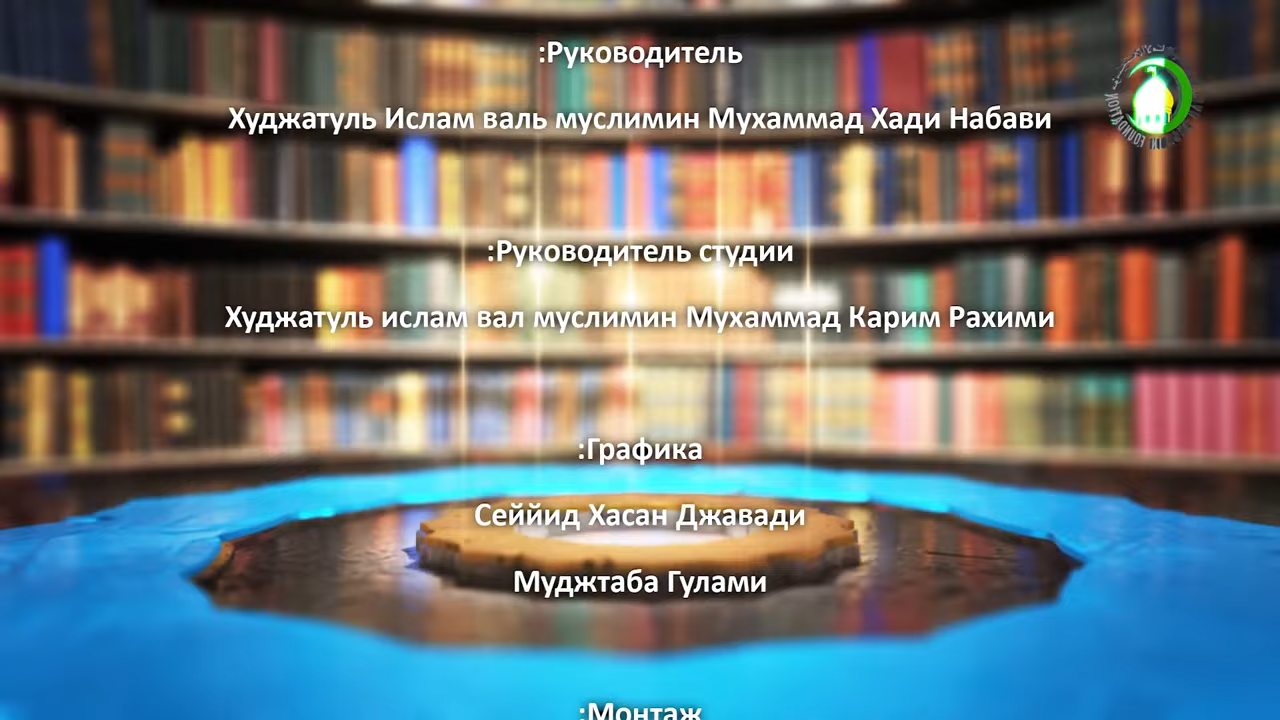 :Руководитель
Худжатуль Ислам валь муслимин Мухаммад Хади Набави
:Руководитель студии
Худжатуль ислам вал муслимин Мухаммад Карим Рахими
:Графика
Сеййид Хасан Джавади
Муджтаба Гулами
:Монтаж